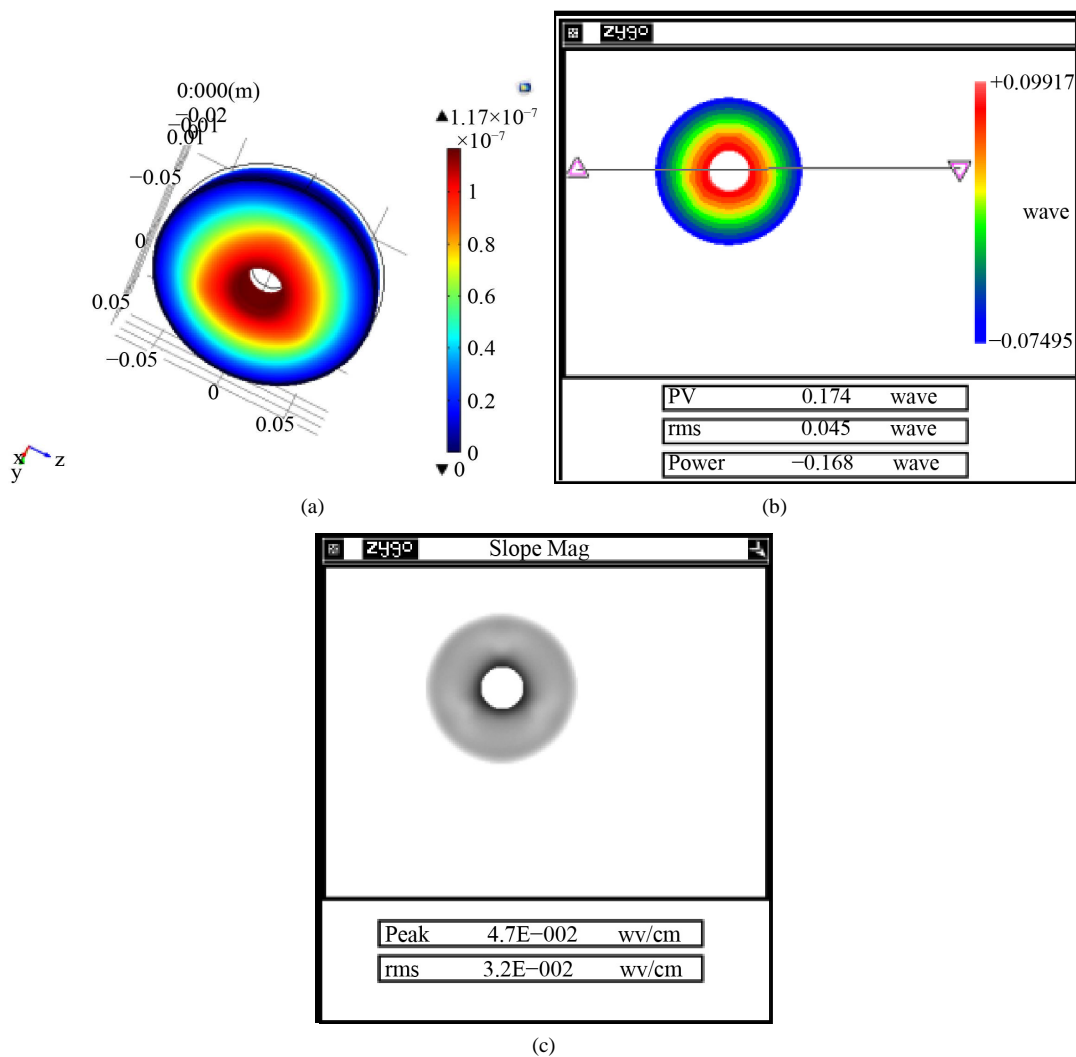 0:000(m)
−0.02
−0.01
0
0.01
−0.05
0
0.05
−0.05
0
0.05
x
y
z
▲1.17×10⁻⁷
×10⁻⁷
1
0.8
0.6
0.4
0.2
0
▼ 0
(a)
zygo
+0.09917
wave
−0.07495
PV 0.174 wave
rms 0.045 wave
Power −0.168 wave
(b)
zygo Slope Mag
Peak 4.7E−002 wv/cm
rms 3.2E−002 wv/cm
(c)